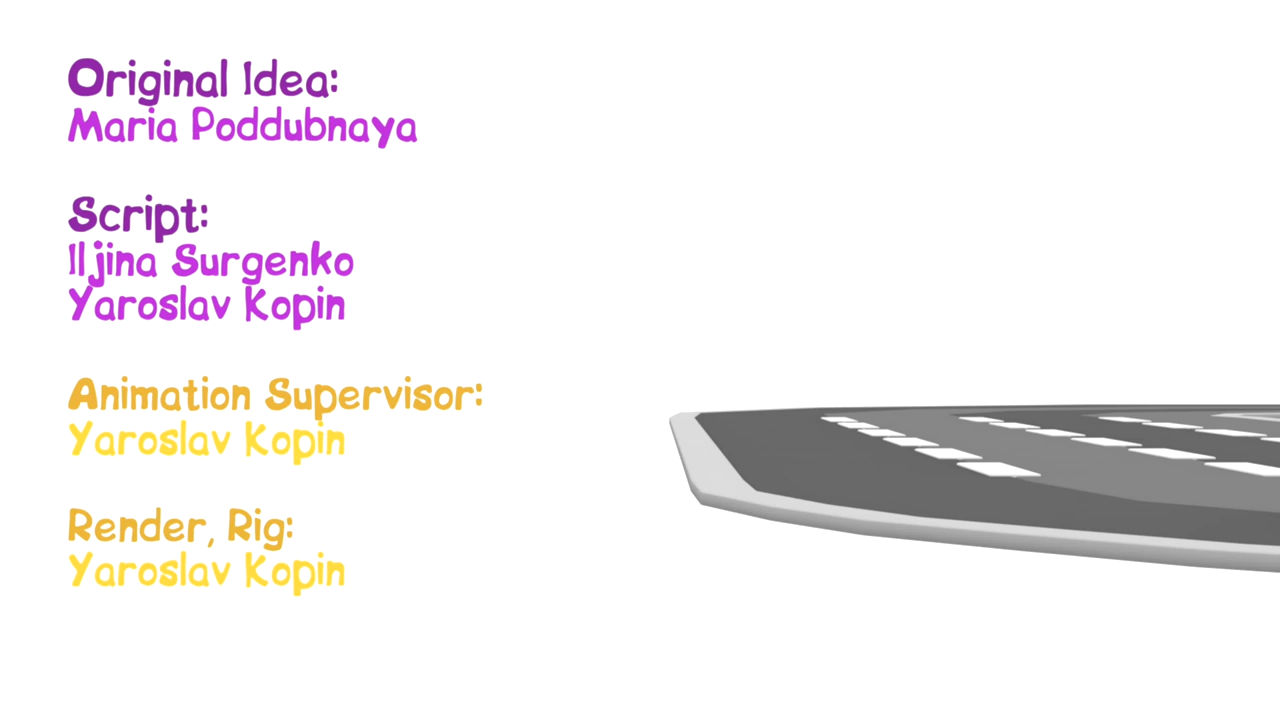 Original Idea:
Maria Poddubnaya
Script:
Iljina Surgenko
Yaroslav Kopin
Animation Supervisor:
Yaroslav Kopin
Render, Rig:
Yaroslav Kopin